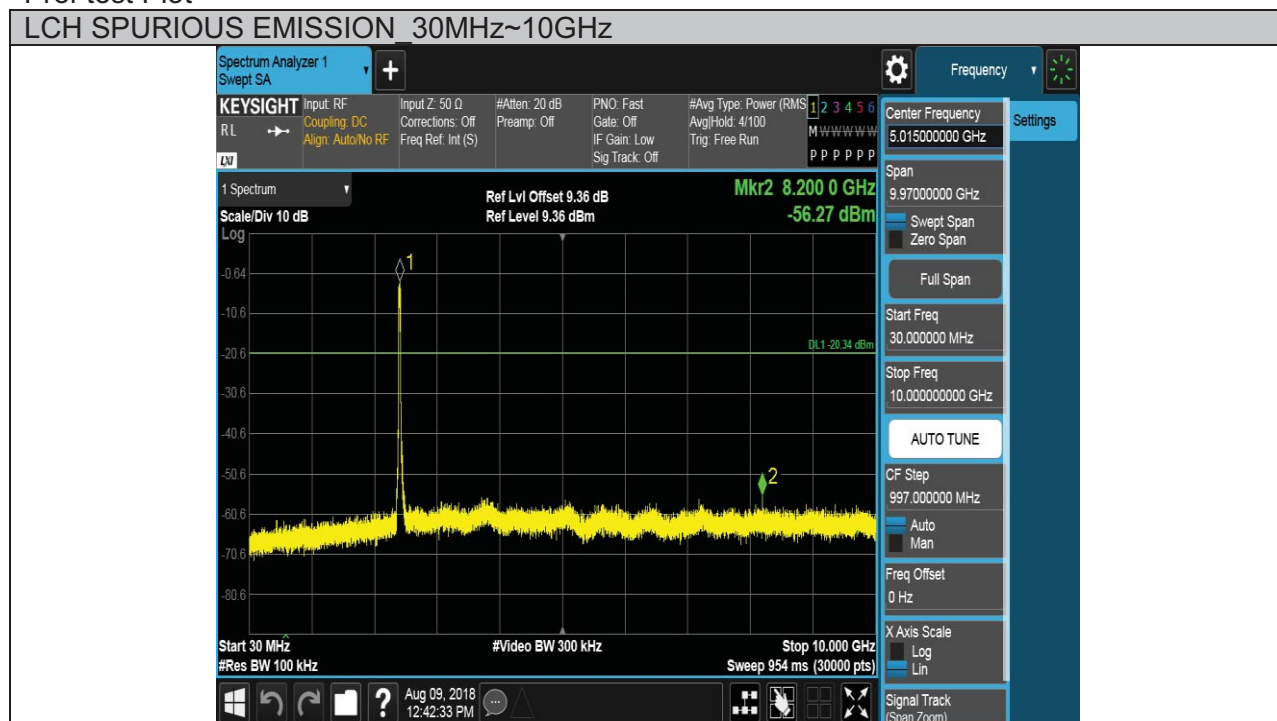 LCH SPURIOUS EMISSION_30MHz~10GHz
Spectrum Analyzer 1
Swept SA
+
Frequency
KEYSIGHT
RL
LXI
Input: RF
Coupling: DC
Align: Auto/No RF
Input Z: 50 Ω
Corrections: Off
Freq Ref: Int (S)
#Atten: 20 dB
Preamp: Off
PNO: Fast
Gate: Off
IF Gain: Low
Sig Track: Off
#Avg Type: Power (RMS
Avg|Hold: 4/100
Trig: Free Run
1 2 3 4 5 6
M W W W W W
P P P P P P
1 Spectrum
Scale/Div 10 dB
Log
Ref Lvl Offset 9.36 dB
Ref Level 9.36 dBm
Mkr2 8.200 0 GHz
-56.27 dBm
-0.64
-10.6
-20.6
-30.6
-40.6
-50.6
-60.6
-70.6
-80.6
1
DL1 -20.34 dBm
2
Start 30 MHz
#Res BW 100 kHz
#Video BW 300 kHz
Stop 10.000 GHz
Sweep 954 ms (30000 pts)
?
Aug 09, 2018
12:42:33 PM
Center Frequency
5.015000000 GHz
Settings
Span
9.97000000 GHz
Swept Span
Zero Span
Full Span
Start Freq
30.000000 MHz
Stop Freq
10.000000000 GHz
AUTO TUNE
CF Step
997.000000 MHz
Auto
Man
Freq Offset
0 Hz
X Axis Scale
Log
Lin
Signal Track
(Span Zoom)